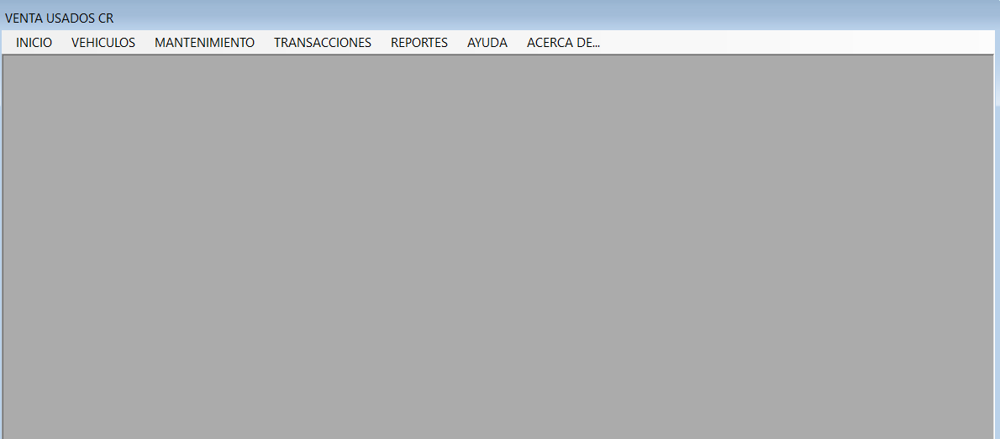 VENTA USADOS CR
INICIO VEHICULOS MANTENIMIENTO TRANSACCIONES REPORTES AYUDA ACERCA DE...